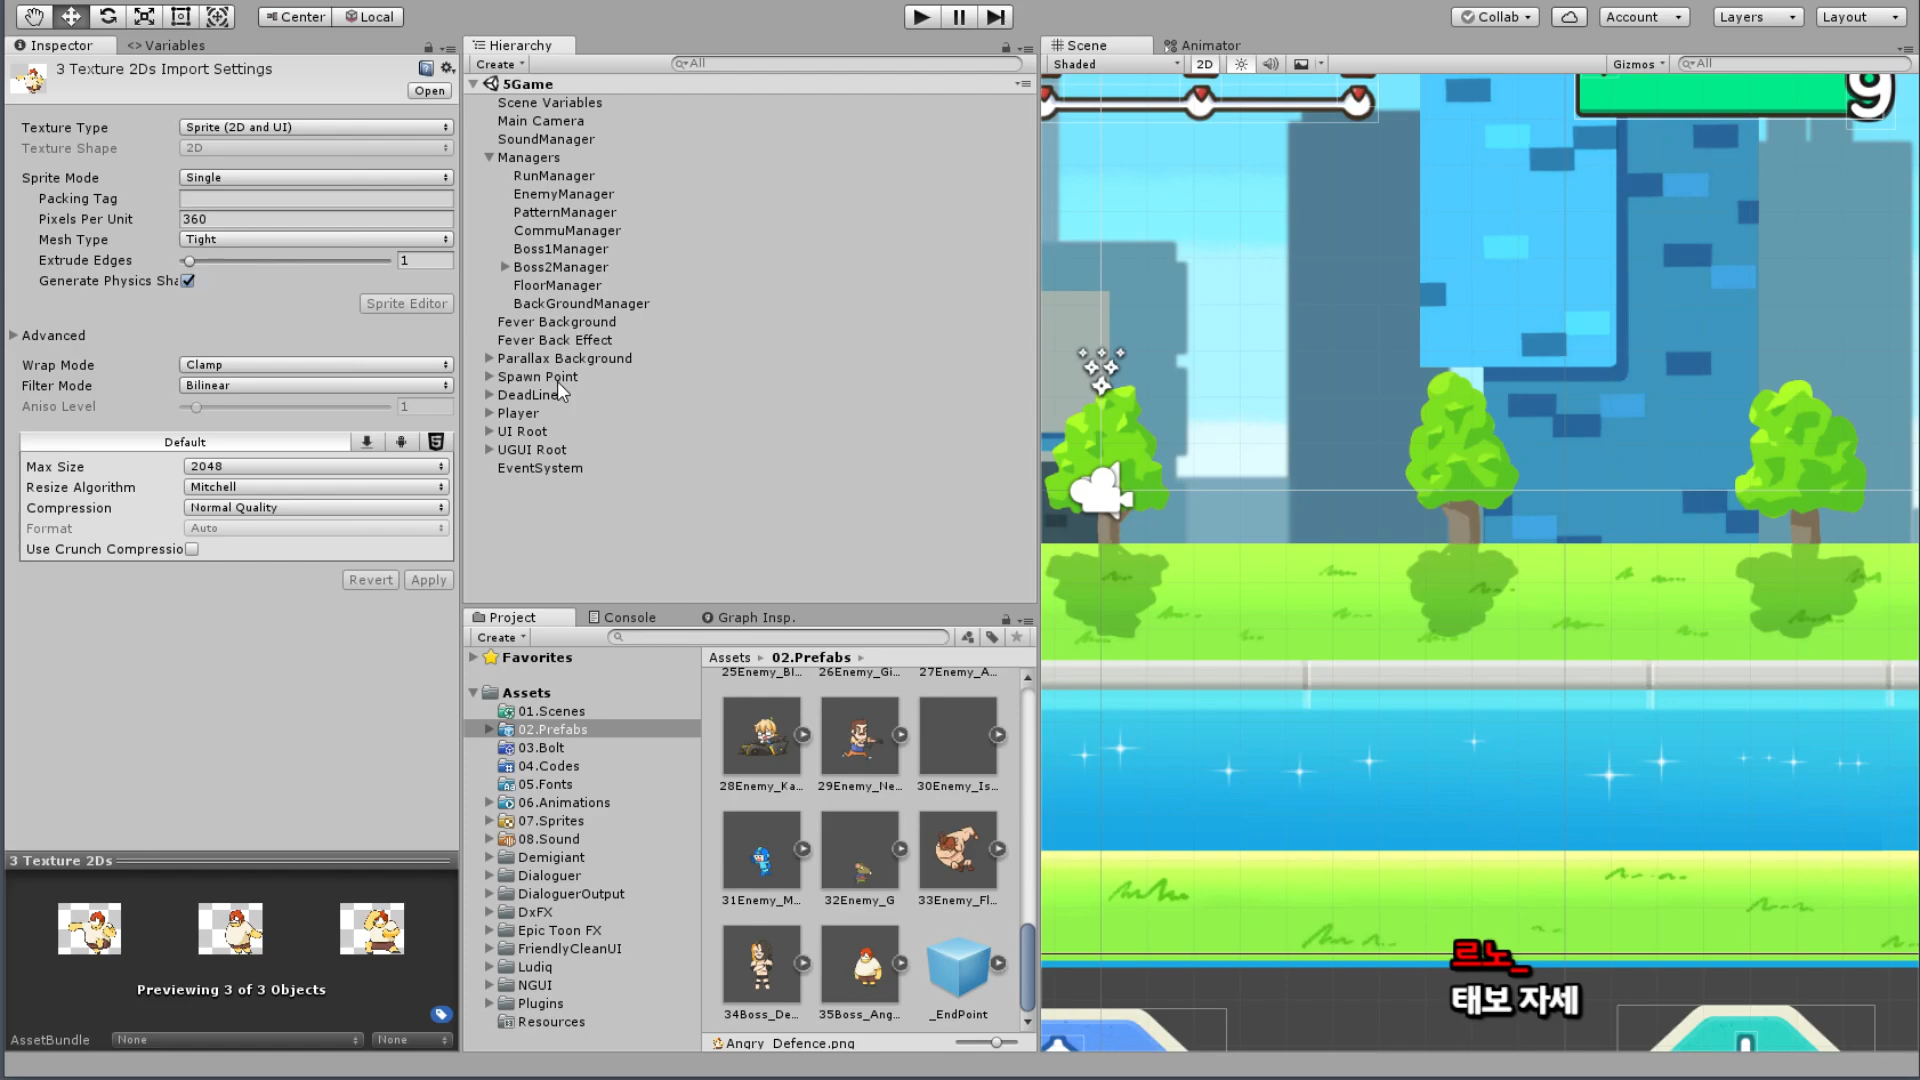 Center
Local
Collab
Account
Layers
Layout
Inspector
<> Variables
3 Texture 2Ds Import Settings
Open
Texture Type
Sprite (2D and UI)
Texture Shape
2D
Sprite Mode
Single
Packing Tag
Pixels Per Unit
360
Mesh Type
Tight
Extrude Edges
1
Generate Physics Sha
Sprite Editor
Advanced
Wrap Mode
Clamp
Filter Mode
Bilinear
Aniso Level
1
Default
Max Size
2048
Resize Algorithm
Mitchell
Compression
Normal Quality
Format
Auto
Use Crunch Compressio
Revert
Apply
3 Texture 2Ds
Previewing 3 of 3 Objects
AssetBundle
None
None
Hierarchy
Create
All
5Game
Scene Variables
Main Camera
SoundManager
Managers
RunManager
EnemyManager
PatternManager
CommuManager
Boss1Manager
Boss2Manager
FloorManager
BackGroundManager
Fever Background
Fever Back Effect
Parallax Background
Spawn Point
DeadLine
Player
UI Root
UGUI Root
EventSystem
Project
Console
Graph Insp.
Create
Favorites
Assets
01.Scenes
02.Prefabs
03.Bolt
04.Codes
05.Fonts
06.Animations
07.Sprites
08.Sound
Demigiant
Dialoguer
DialoguerOutput
DxFX
Epic Toon FX
FriendlyCleanUI
Ludiq
NGUI
Plugins
Resources
Assets
02.Prefabs
25Enemy_Bl...
26Enemy_Gi...
27Enemy_A...
28Enemy_Ka...
29Enemy_Ne...
30Enemy_Is...
31Enemy_M...
32Enemy_G
33Enemy_Fl...
34Boss_De...
35Boss_Ang...
_EndPoint
Angry_Defence.png
Scene
Animator
Shaded
2D
Gizmos
All
9
르노_
태보 자세